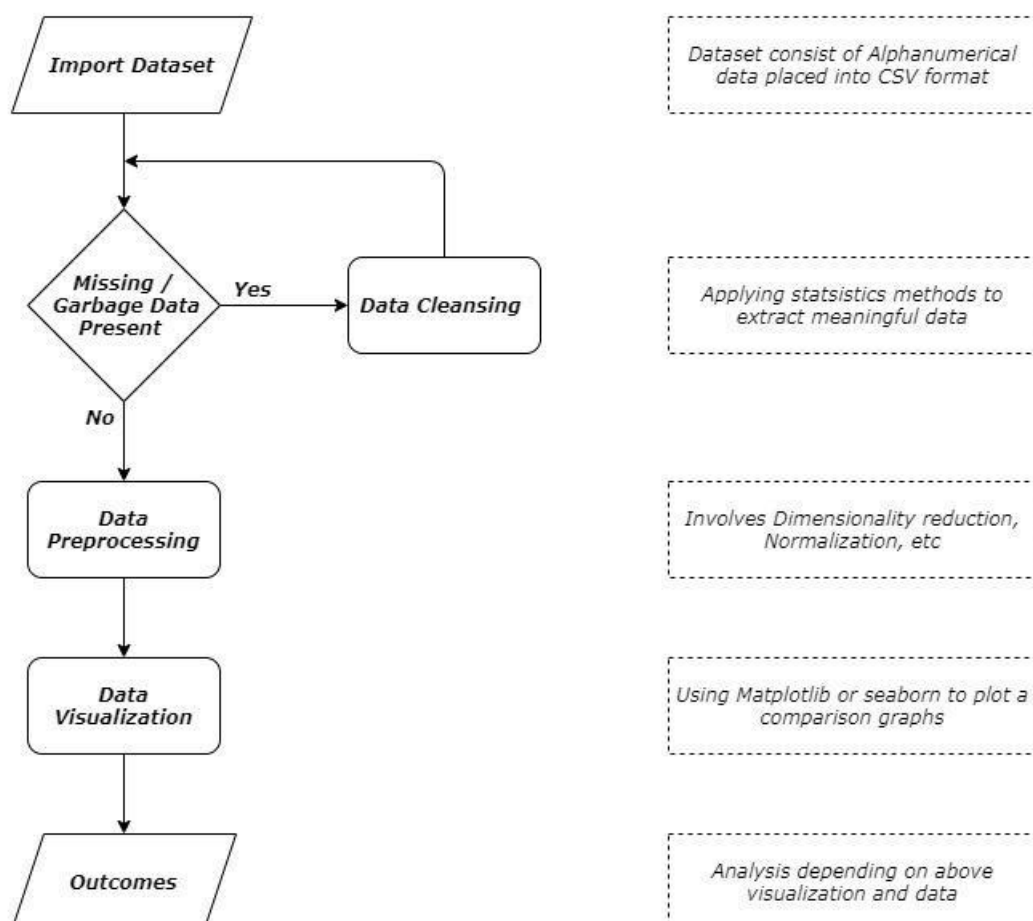 Import Dataset
Dataset consist of Alphanumerical
data placed into CSV format
Missing /
Garbage Data
Present
Yes
Data Cleansing
Applying statsistics methods to
extract meaningful data
No
Data
Preprocessing
Involves Dimensionality reduction,
Normalization, etc
Data
Visualization
Using Matplotlib or seaborn to plot a
comparison graphs
Outcomes
Analysis depending on above
visualization and data